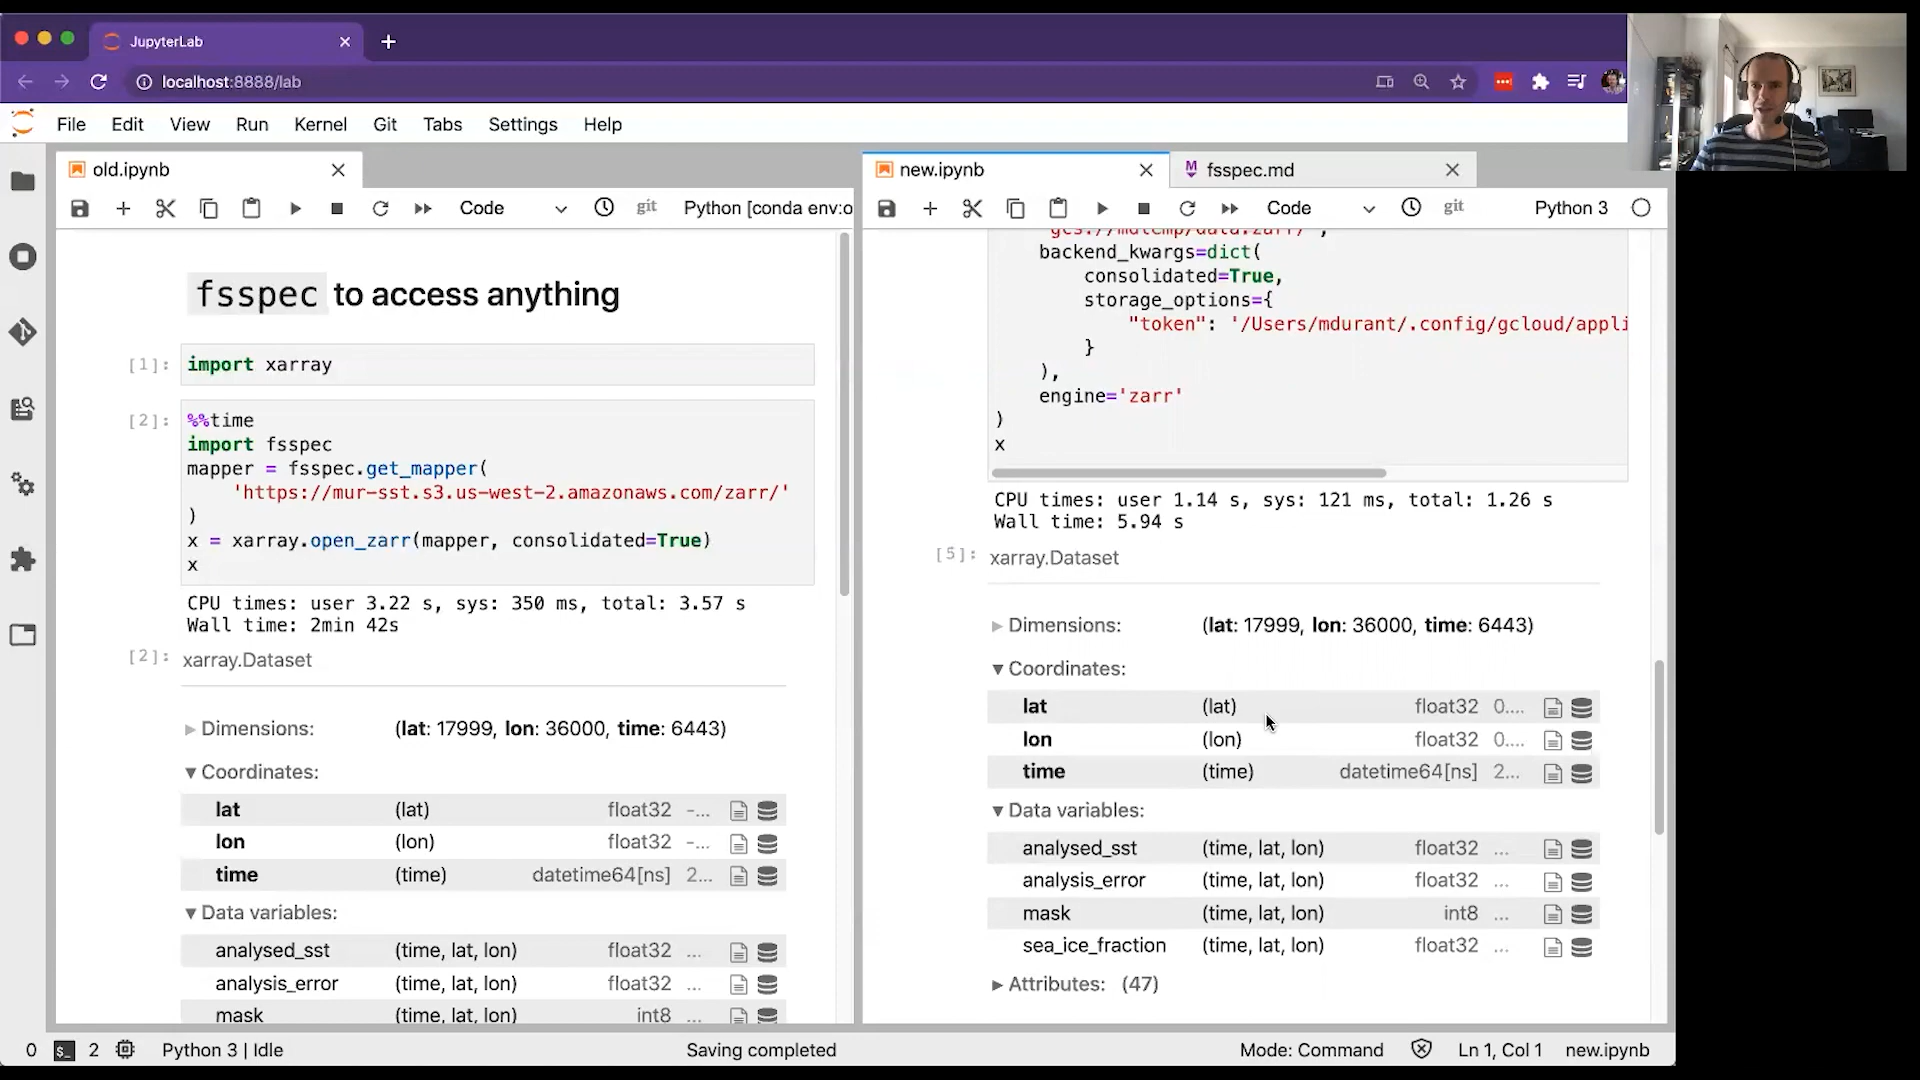 JupyterLab
localhost:8888/lab
File Edit View Run Kernel Git Tabs Settings Help
old.ipynb
Code git Python [conda env:o
fsspec to access anything
[1]: import xarray
[2]: %%time
import fsspec
mapper = fsspec.get_mapper(
'https://mur-sst.s3.us-west-2.amazonaws.com/zarr/'
)
x = xarray.open_zarr(mapper, consolidated=True)
x
CPU times: user 3.22 s, sys: 350 ms, total: 3.57 s
Wall time: 2min 42s
[2]: xarray.Dataset
Dimensions: (lat: 17999, lon: 36000, time: 6443)
Coordinates:
lat (lat) float32 -...
lon (lon) float32 -...
time (time) datetime64[ns] 2...
Data variables:
analysed_sst (time, lat, lon) float32 ...
analysis_error (time, lat, lon) float32 ...
mask (time, lat, lon) int8 ...
new.ipynb fsspec.md
Code git Python 3
backend_kwargs=dict(
consolidated=True,
storage_options={
"token": '/Users/mdurant/.config/gcloud/appli
}
),
engine='zarr'
)
x
CPU times: user 1.14 s, sys: 121 ms, total: 1.26 s
Wall time: 5.94 s
[5]: xarray.Dataset
Dimensions: (lat: 17999, lon: 36000, time: 6443)
Coordinates:
lat (lat) float32 0....
lon (lon) float32 0....
time (time) datetime64[ns] 2...
Data variables:
analysed_sst (time, lat, lon) float32 ...
analysis_error (time, lat, lon) float32 ...
mask (time, lat, lon) int8 ...
sea_ice_fraction (time, lat, lon) float32 ...
Attributes: (47)
0 2 Python 3 | Idle Saving completed Mode: Command Ln 1, Col 1 new.ipynb